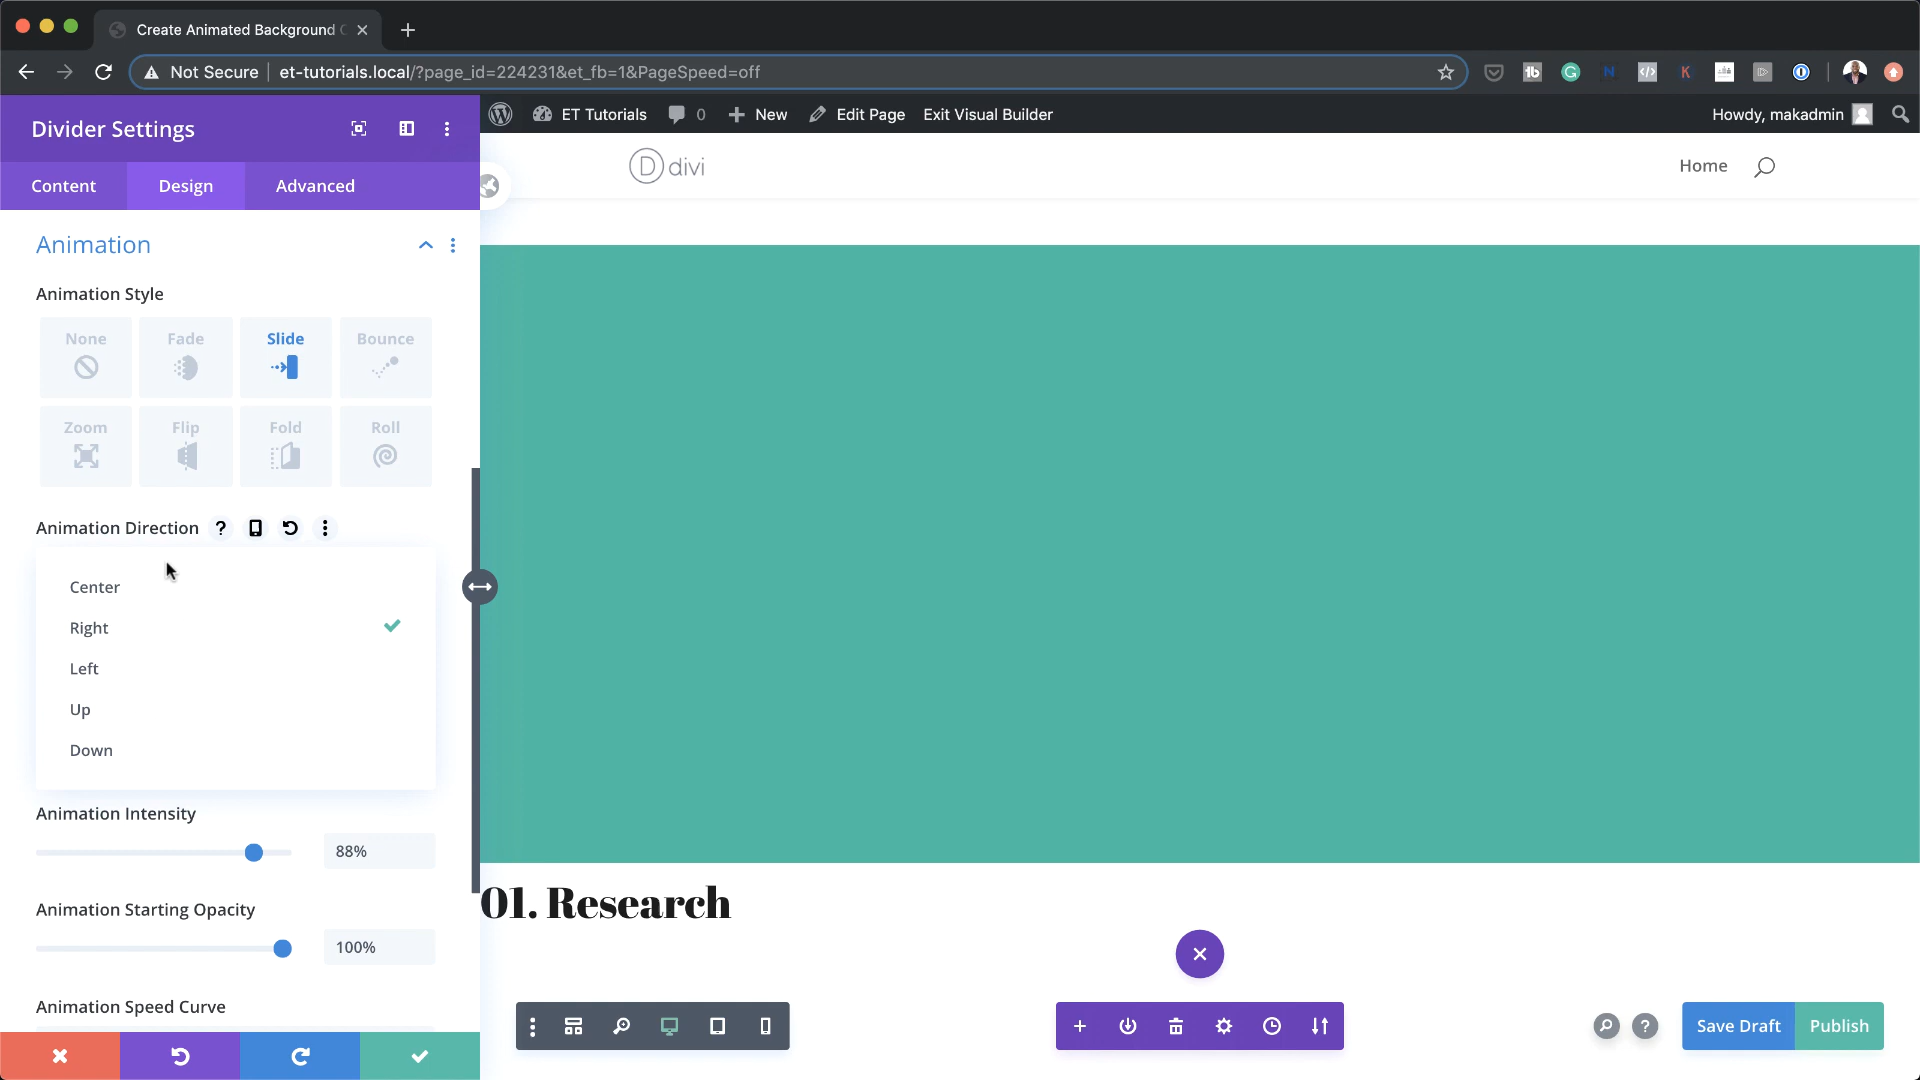 Create Animated Background
Not Secure
et-tutorials.local/?page_id=224231&et_fb=1&PageSpeed=off
Divider Settings
ET Tutorials
0
New
Edit Page
Exit Visual Builder
Howdy, makadmin
Content
Design
Advanced
divi
Home
Animation
Animation Style
None
Fade
Slide
Bounce
Zoom
Flip
Fold
Roll
Animation Direction
Center
Right
Left
Up
Down
Animation Intensity
88%
01. Research
Animation Starting Opacity
100%
Animation Speed Curve
Save Draft
Publish